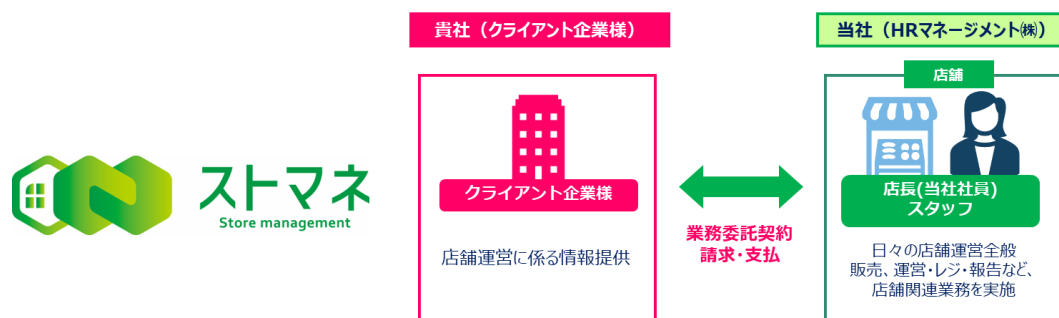 ストマネ
Store management
貴社（クライアント企業様）
クライアント企業様
店舗運営に係る情報提供
業務委託契約
請求・支払
当社（HRマネージメント㈱）
店舗
店長(当社社員)
スタッフ
日々の店舗運営全般
販売、運営・レジ・報告など、
店舗関連業務を実施